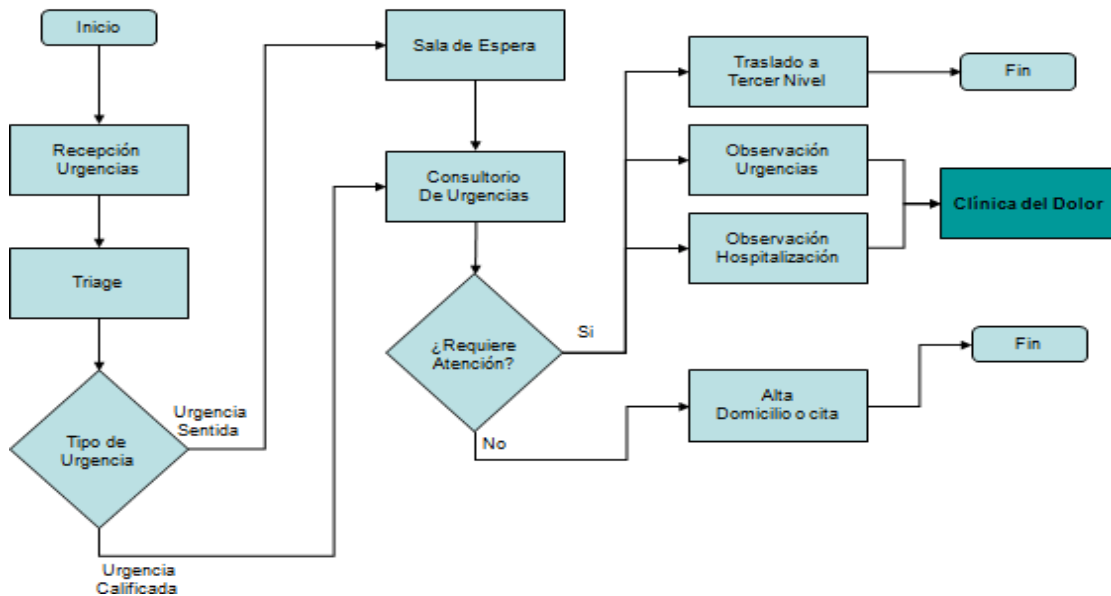 Inicio
Recepción
Urgencias
Triage
Tipo de
Urgencia
Urgencia
Sentida
Urgencia
Calificada
Sala de Espera
Consultorio
De Urgencias
¿Requiere
Atención?
Si
No
Traslado a
Tercer Nivel
Fin
Observación
Urgencias
Observación
Hospitalización
Clínica del Dolor
Alta
Domicilio o cita
Fin